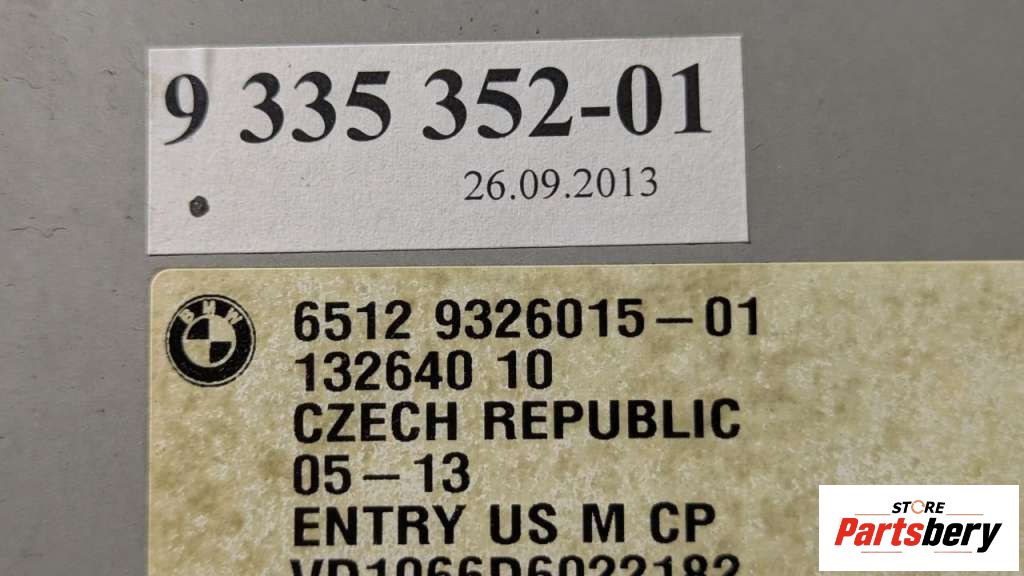 9 335 352-01
26.09.2013
BMW
6512 9326015-01
132640 10
CZECH REPUBLIC
05-13
ENTRY US M CP
VD1066D6022182
STORE
Partsbery